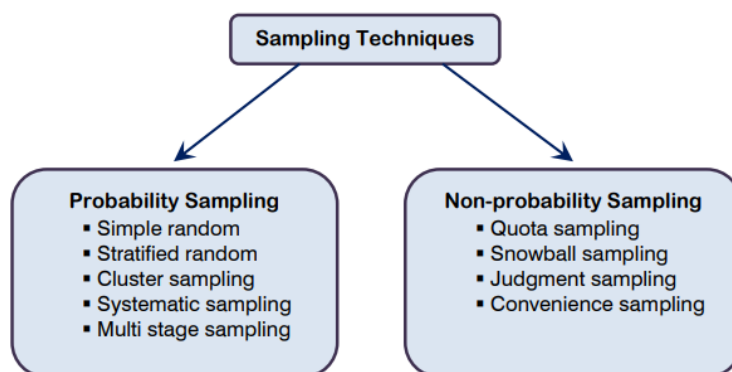 Sampling Techniques
Probability Sampling
▪ Simple random
▪ Stratified random
▪ Cluster sampling
▪ Systematic sampling
▪ Multi stage sampling
Non-probability Sampling
▪ Quota sampling
▪ Snowball sampling
▪ Judgment sampling
▪ Convenience sampling